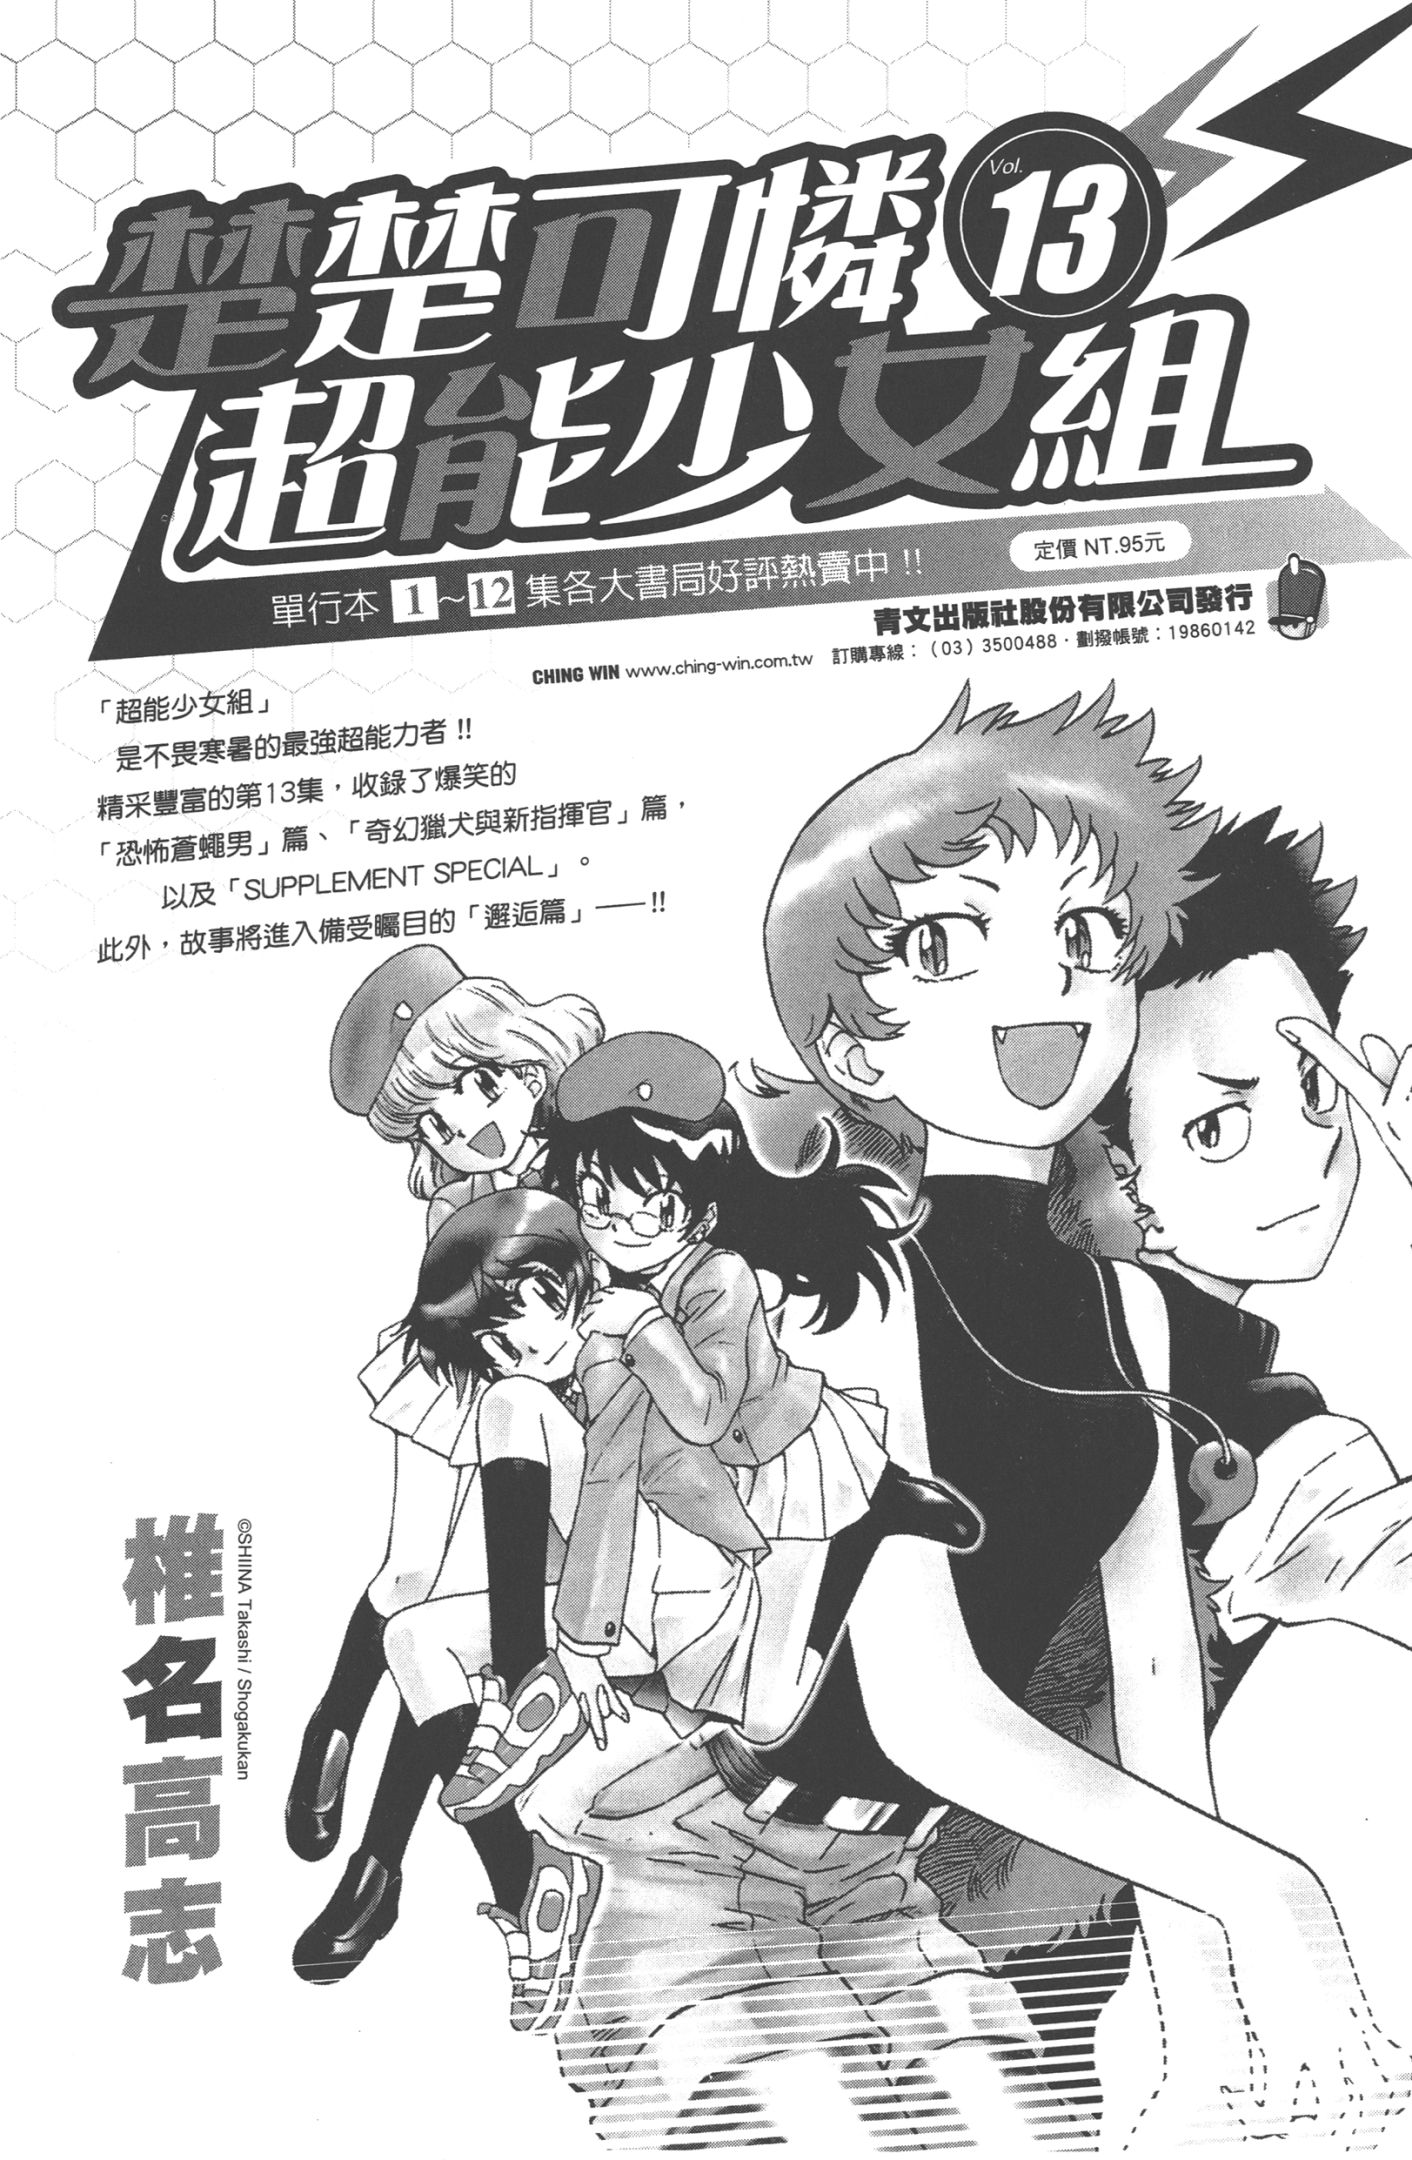 楚楚可憐
超能少女組
Vol.
13
單行本 1~12 集各大書局好評熱賣中!!
定價 NT.95元
青文出版社股份有限公司發行
CHING WIN www.ching-win.com.tw 訂購專線：（03）3500488·劃撥帳號：19860142
「超能少女組」
是不畏寒暑的最強超能力者!!
精采豐富的第13集，收錄了爆笑的
「恐怖蒼蠅男」篇、「奇幻獵犬與新指揮官」篇，
以及「SUPPLEMENT SPECIAL」。
此外，故事將進入備受矚目的「邂逅篇」——!!
椎名高志
©SHIINA Takashi / Shogakukan